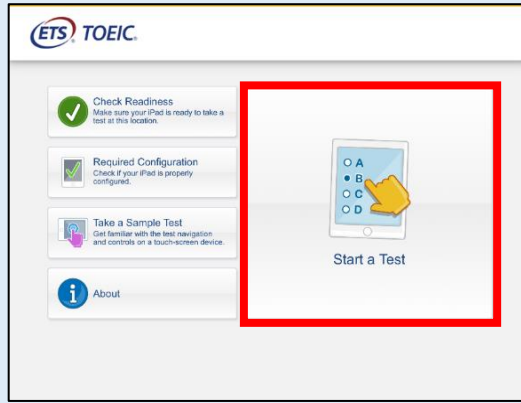 ETS TOEIC.
Check Readiness
Make sure your iPad is ready to take a
test at this location.
Required Configuration
Check if your iPad is properly
configured.
Take a Sample Test
Get familiar with the test navigation
and controls on a touch-screen device.
About
A
B
C
D
Start a Test